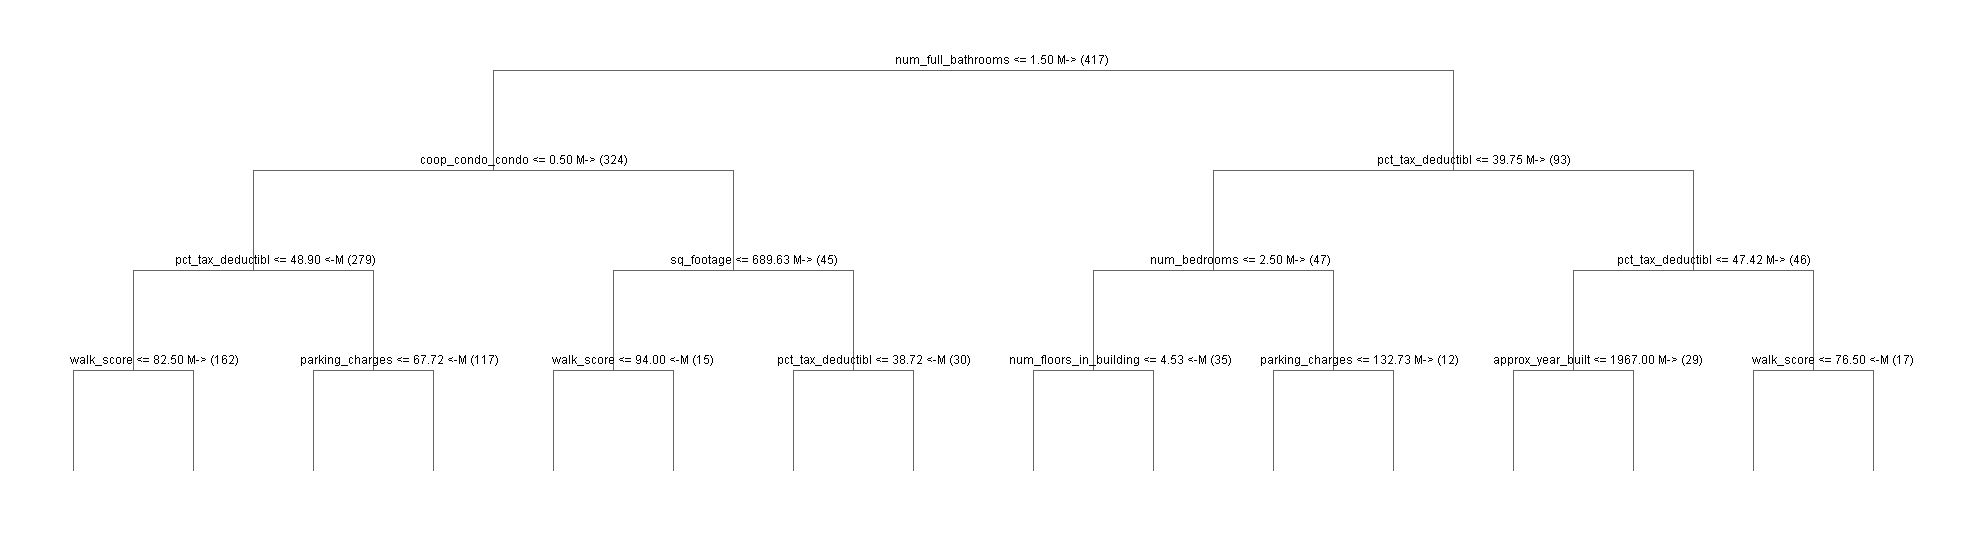 num_full_bathrooms <= 1.50 M-> (417)
coop_condo_condo <= 0.50 M-> (324)
pct_tax_deductibl <= 39.75 M-> (93)
pct_tax_deductibl <= 48.90 <-M (279)
sq_footage <= 689.63 M-> (45)
num_bedrooms <= 2.50 M-> (47)
pct_tax_deductibl <= 47.42 M-> (46)
walk_score <= 82.50 M-> (162)
parking_charges <= 67.72 <-M (117)
walk_score <= 94.00 <-M (15)
pct_tax_deductibl <= 38.72 <-M (30)
num_floors_in_building <= 4.53 <-M (35)
parking_charges <= 132.73 M-> (12)
approx_year_built <= 1967.00 M-> (29)
walk_score <= 76.50 <-M (17)